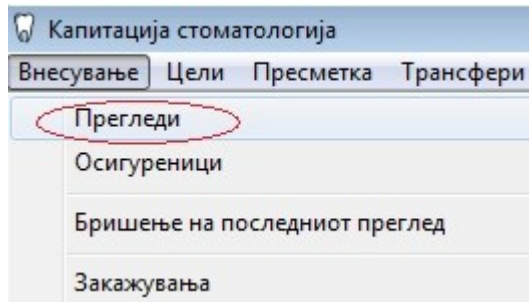 Капитација стоматологија
Внесување Цели Пресметка Трансфери
Прегледи
Осигуреници
Бришење на последниот преглед
Закажувања